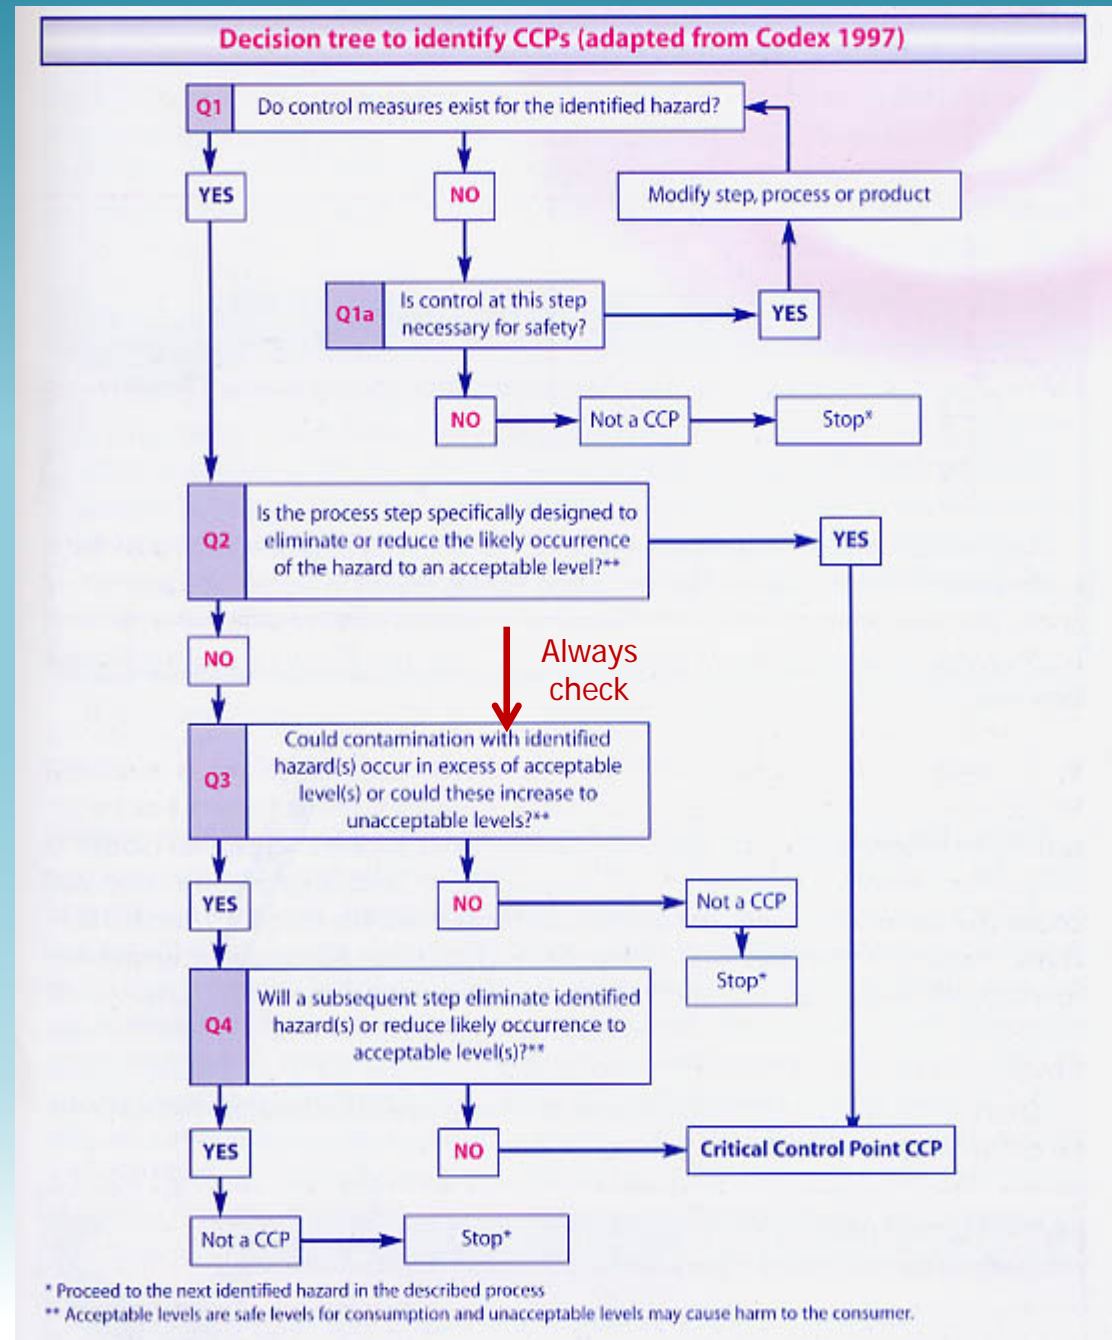 Decision tree to identify CCPs (adapted from Codex 1997)
Q1
Do control measures exist for the identified hazard?
YES
NO
Modify step, process or product
Q1a
Is control at this step
necessary for safety?
YES
NO
Not a CCP
Stop*
Q2
Is the process step specifically designed to
eliminate or reduce the likely occurrence
of the hazard to an acceptable level?**
YES
NO
Always
check
Q3
Could contamination with identified
hazard(s) occur in excess of acceptable
level(s) or could these increase to
unacceptable levels?**
YES
NO
Not a CCP
Stop*
Q4
Will a subsequent step eliminate identified
hazard(s) or reduce likely occurrence to
acceptable level(s)?**
YES
NO
Critical Control Point CCP
Not a CCP
Stop*
* Proceed to the next identified hazard in the described process
** Acceptable levels are safe levels for consumption and unacceptable levels may cause harm to the consumer.